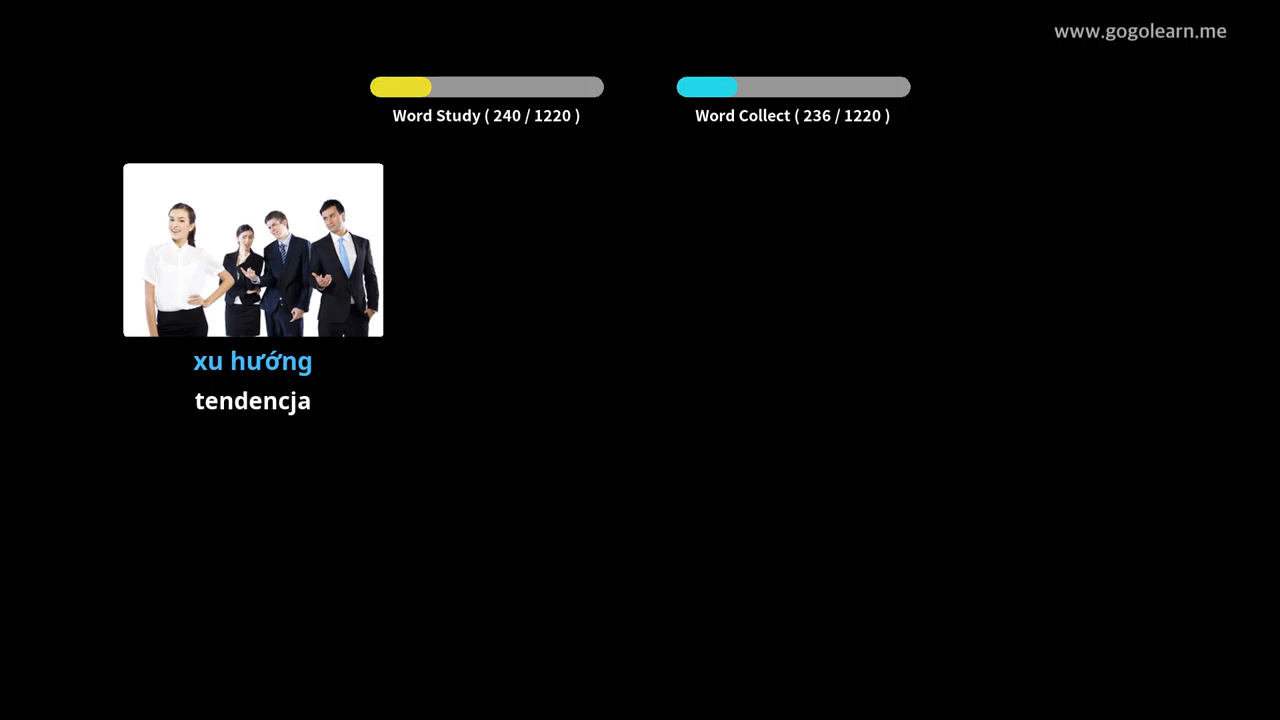 www.gogolearn.me
Word Study ( 240 / 1220 )
Word Collect ( 236 / 1220 )
xu hướng
tendencja